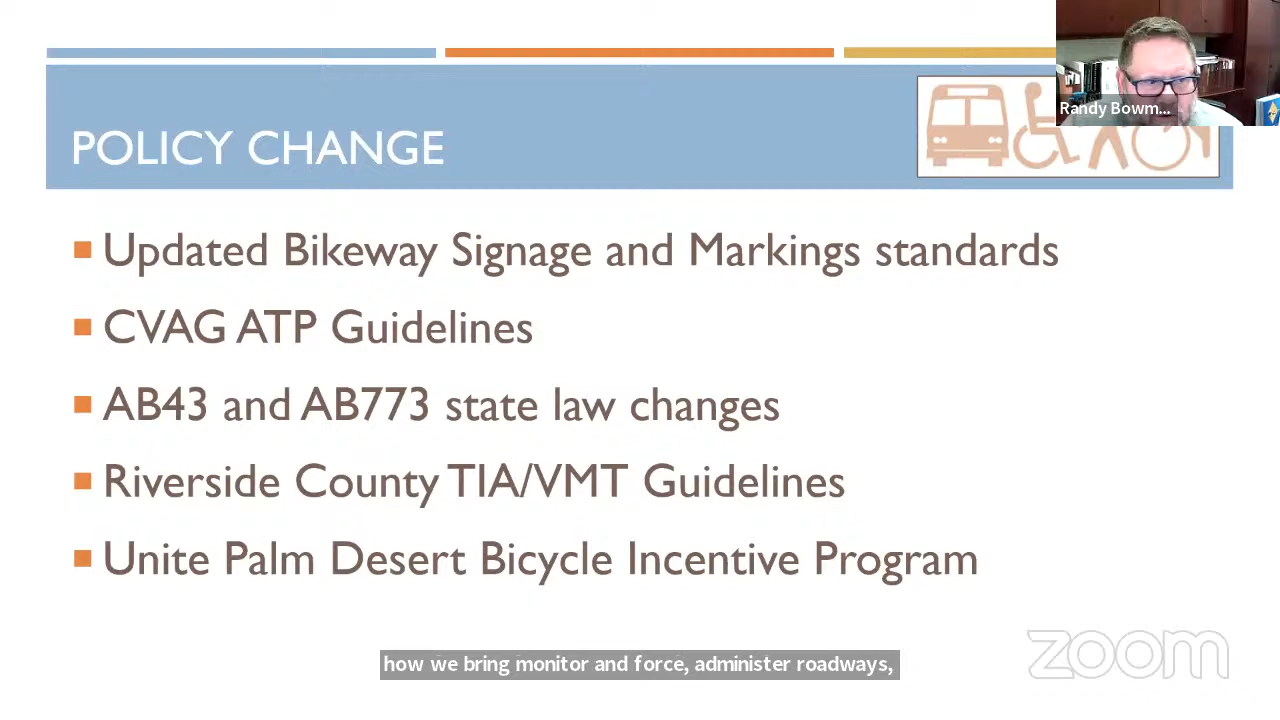 Randy Bowm...
POLICY CHANGE
Updated Bikeway Signage and Markings standards
CVAG ATP Guidelines
AB43 and AB773 state law changes
Riverside County TIA/VMT Guidelines
Unite Palm Desert Bicycle Incentive Program
how we bring monitor and force, administer roadways,
zoom